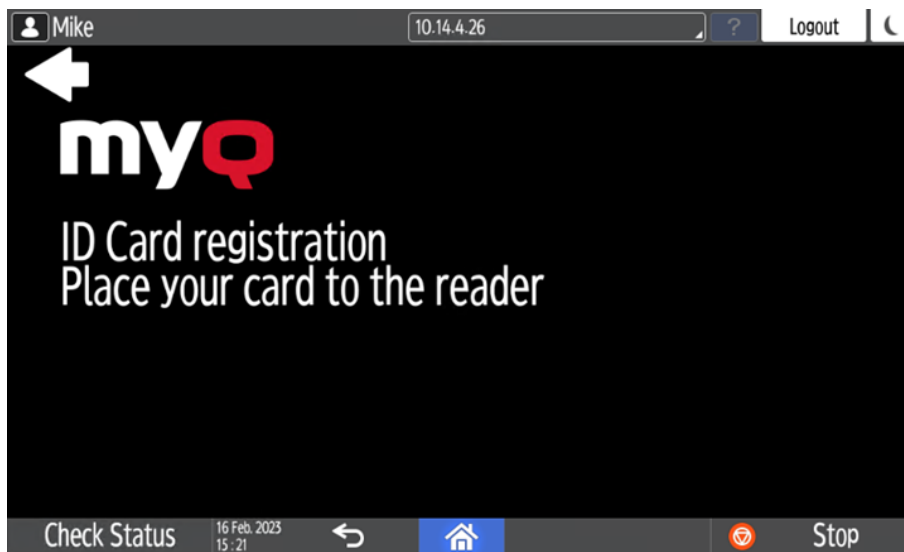 Mike
10.14.4.26
?
Logout
myQ
ID Card registration
Place your card to the reader
Check Status
16 Feb. 2023
15 : 21
Stop